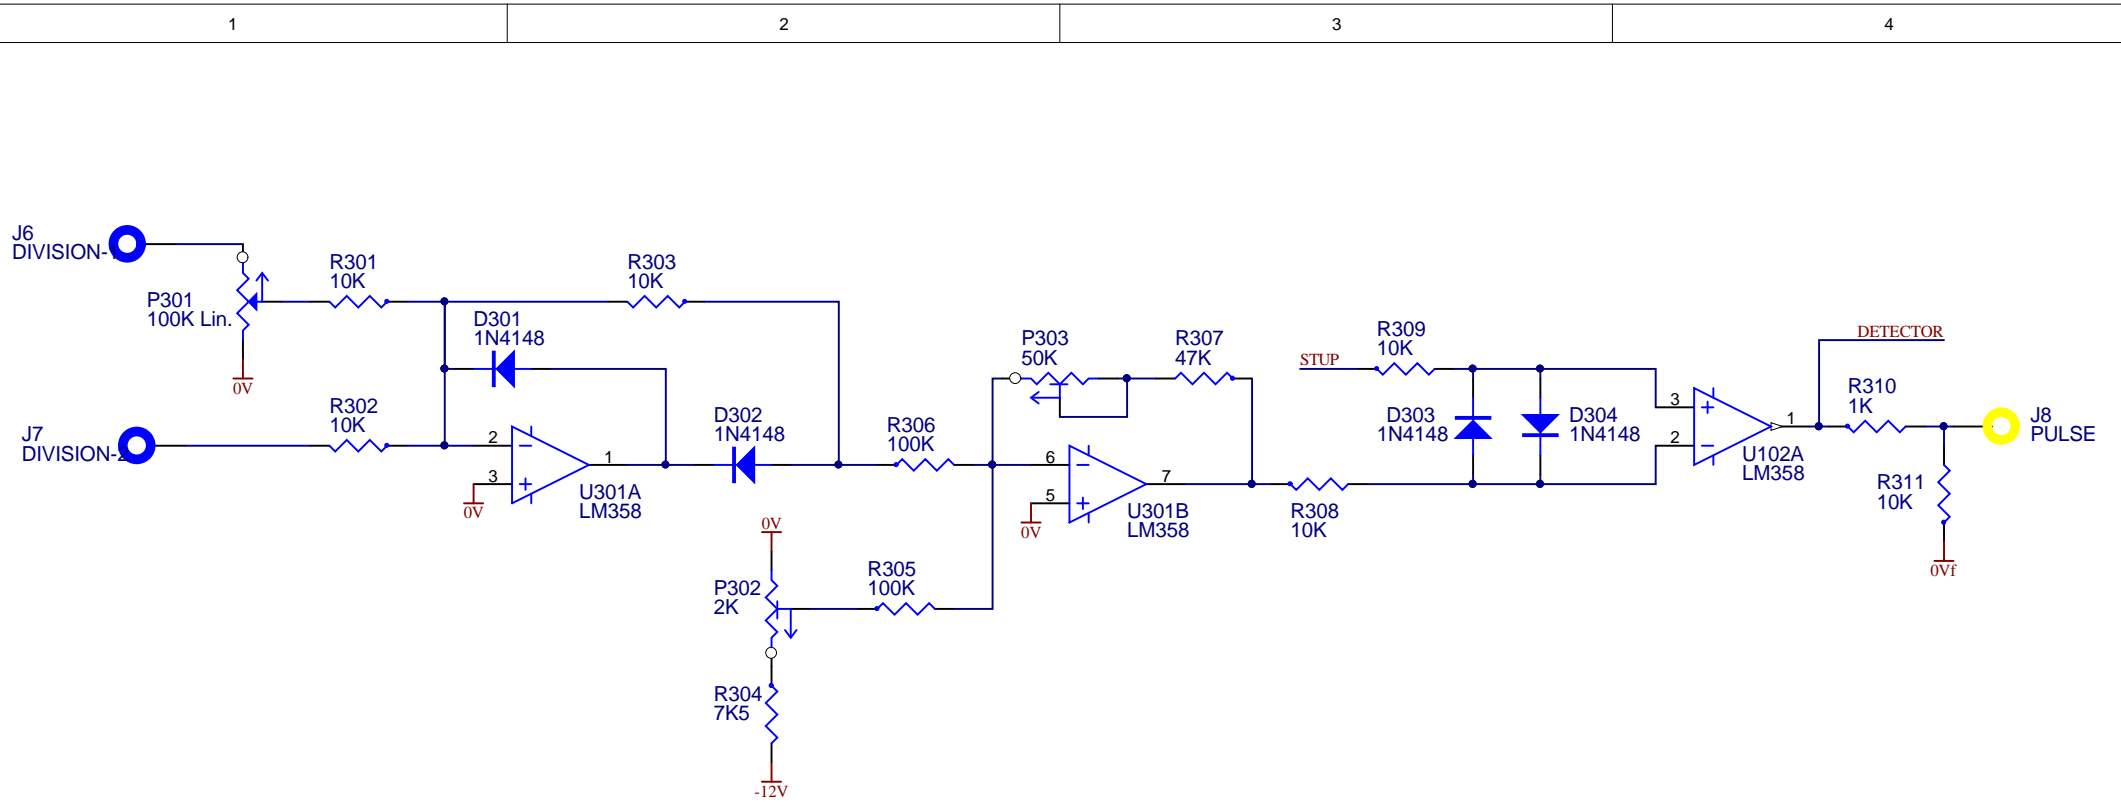 1
2
3
4
J6
DIVISION-1
P301
100K Lin.
0V
R301
10K
R303
10K
D301
1N4148
J7
DIVISION-2
R302
10K
2
3
1
0V
U301A
LM358
D302
1N4148
R306
100K
0V
P302
2K
R305
100K
R304
7K5
-12V
P303
50K
R307
47K
6
5
7
0V
U301B
LM358
R308
10K
STUP
R309
10K
D303
1N4148
D304
1N4148
3
2
1
U102A
LM358
DETECTOR
R310
1K
R311
10K
0Vf
J8
PULSE